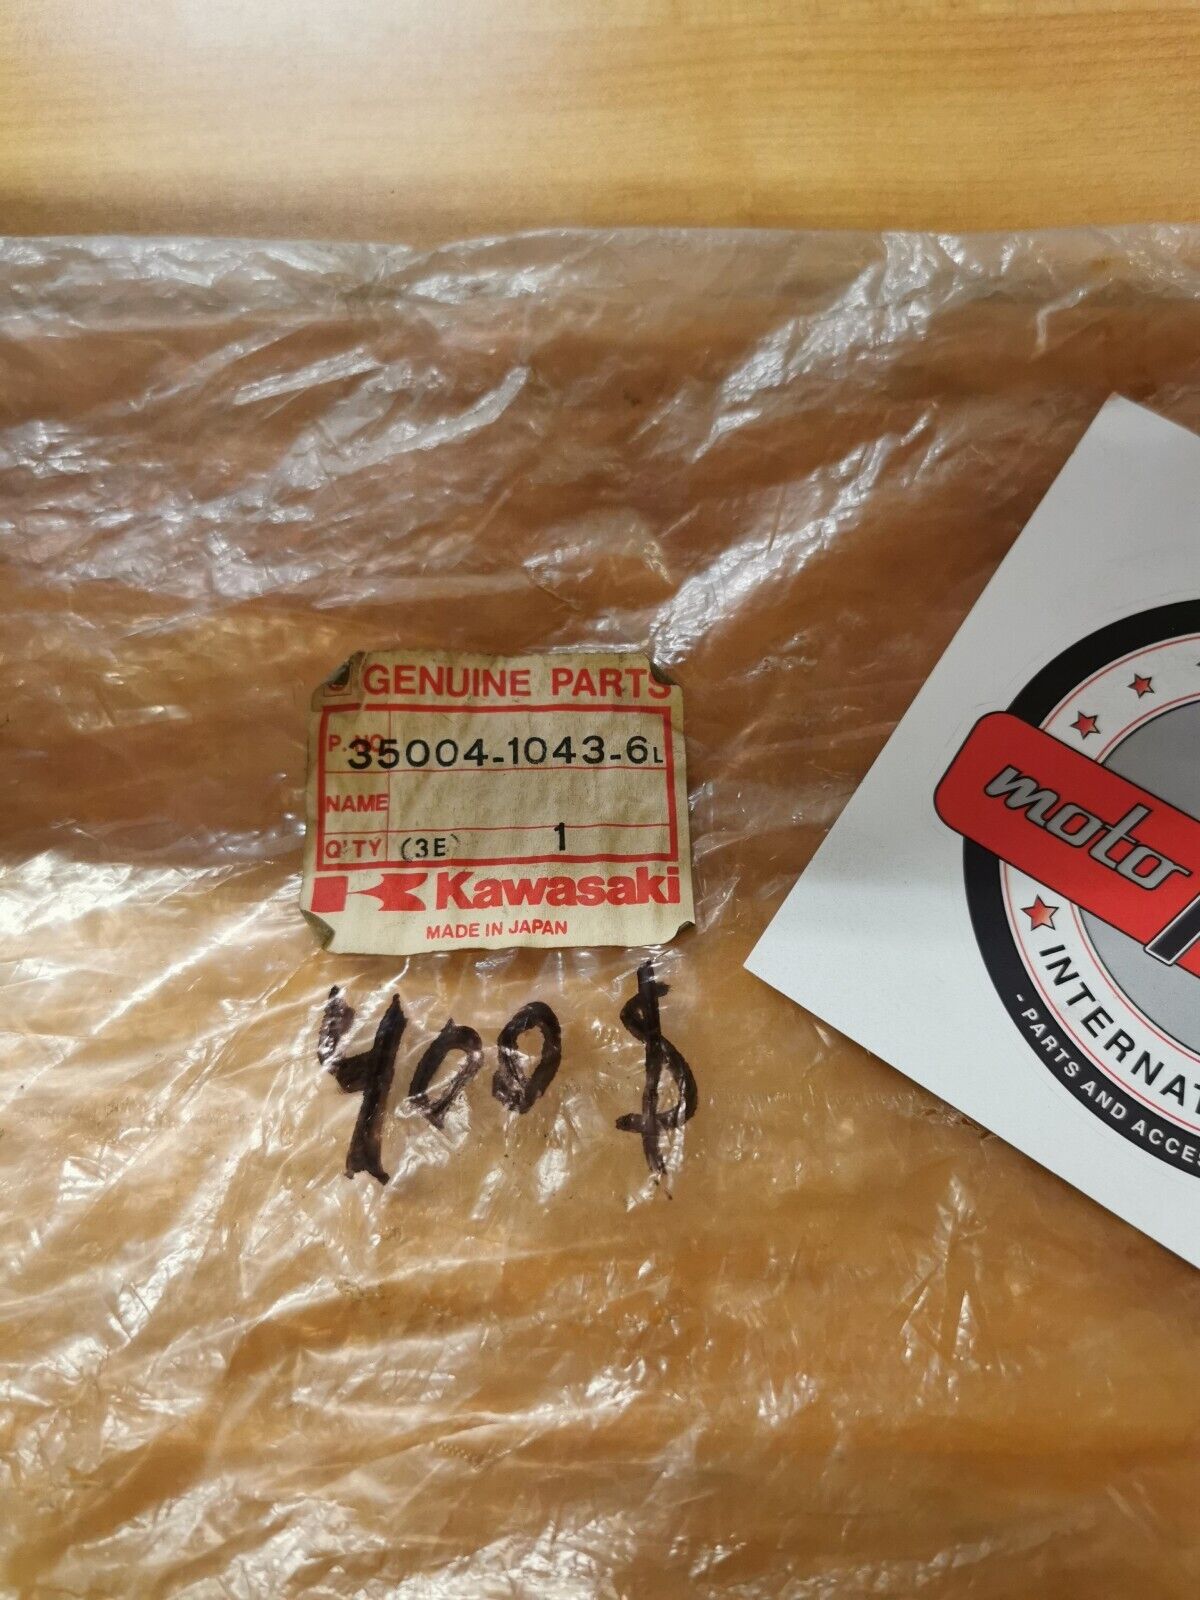 GENUINE PARTS
P. NO. 35004-1043-6L
NAME
Q'TY (3E) 1
Kawasaki
MADE IN JAPAN
400 $
moto
INTERNAT
- PARTS AND ACCES